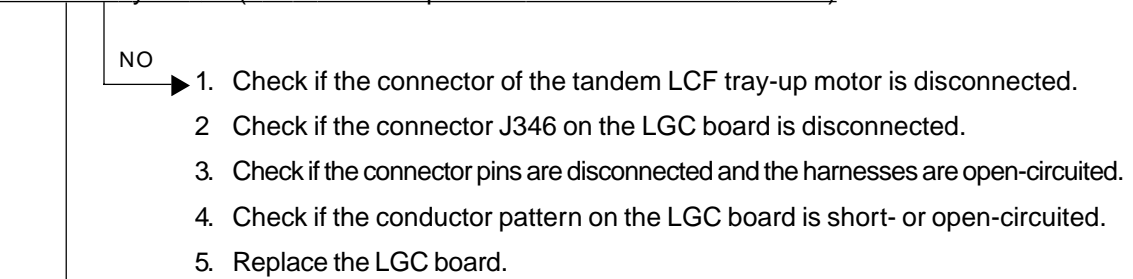 NO
1. Check if the connector of the tandem LCF tray-up motor is disconnected.
2 Check if the connector J346 on the LGC board is disconnected.
3. Check if the connector pins are disconnected and the harnesses are open-circuited.
4. Check if the conductor pattern on the LGC board is short- or open-circuited.
5. Replace the LGC board.